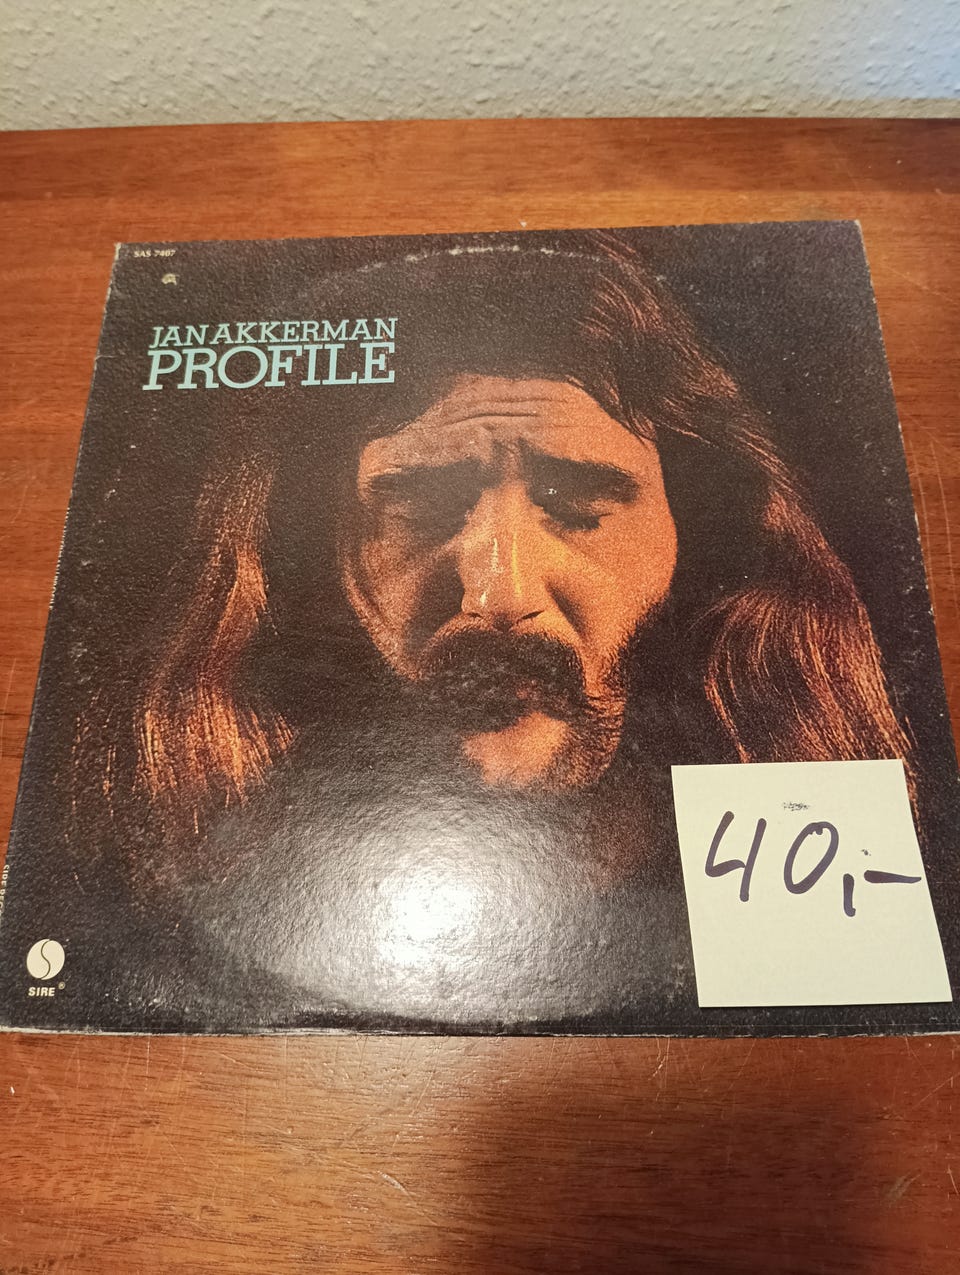 SAS 7407
JAN AKKERMAN
PROFILE
40,-
SIRE ®